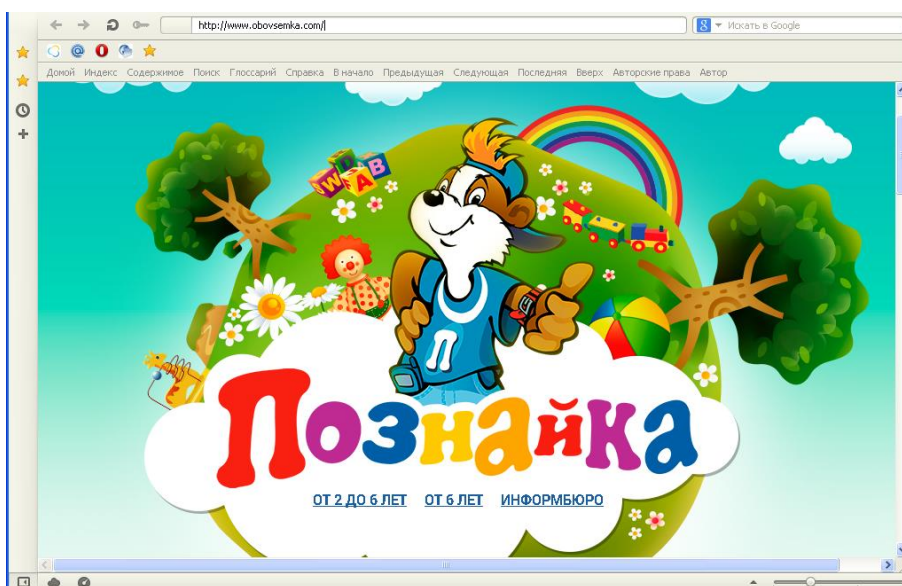 http://www.obovsemka.com/
Искать в Google
Домой Индекс Содержимое Поиск Глоссарий Справка В начало Предыдущая Следующая Последняя Вверх Авторские права Автор
W D A B
П
Познайка
ОТ 2 ДО 6 ЛЕТ ОТ 6 ЛЕТ ИНФОРМБЮРО